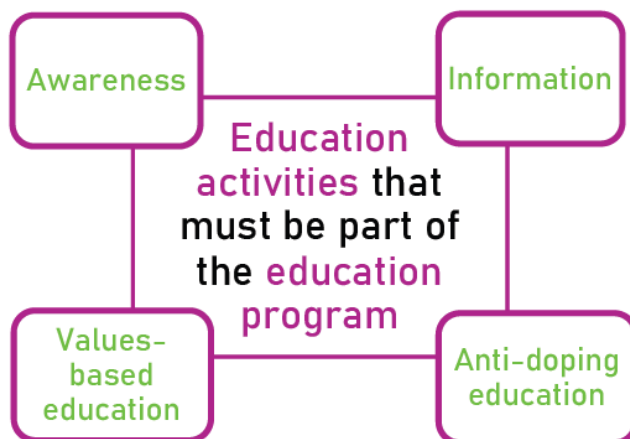 Awareness
Information
Education
activities that
must be part of
the education
program
Values-
based
education
Anti-doping
education